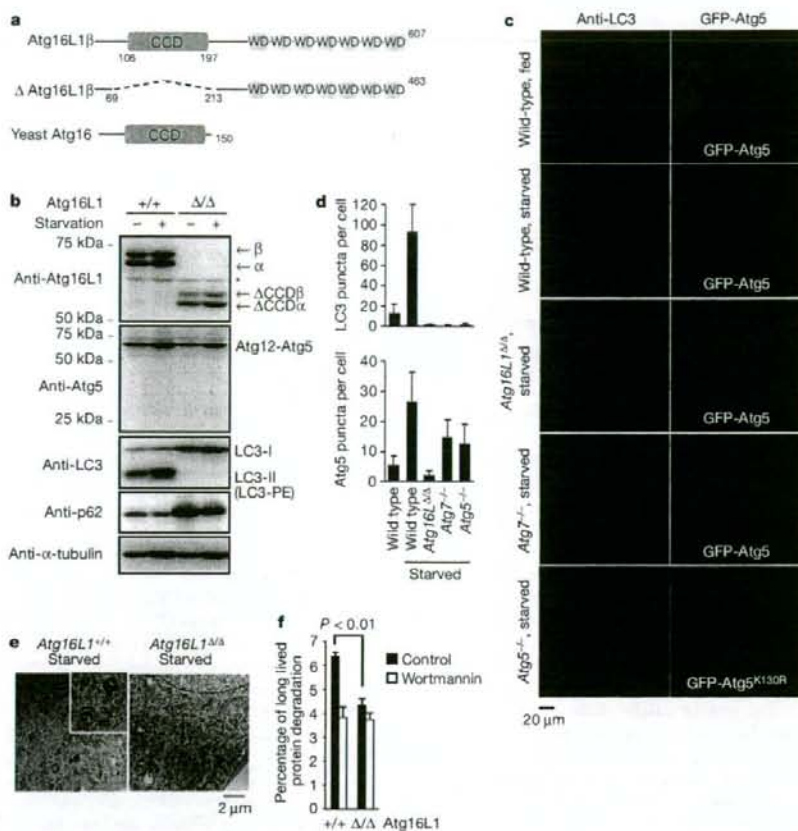 a
Atg16L1β CCD WD WD WD WD WD WD WD 607
106 197
Δ Atg16L1β WD WD WD WD WD WD WD 463
69 213
Yeast Atg16 CCD 150
b Atg16L1 +/+ Δ/Δ
Starvation – + – +
75 kDa
← β
← α
Anti-Atg16L1
*
← ΔCCDβ
← ΔCCDα
50 kDa
75 kDa
Atg12-Atg5
50 kDa
Anti-Atg5
25 kDa
LC3-I
Anti-LC3
LC3-II
(LC3-PE)
Anti-p62
Anti-α-tubulin
c
Anti-LC3 GFP-Atg5
Wild-type, fed
GFP-Atg5
Wild-type, starved
GFP-Atg5
Atg16L1Δ/Δ,
starved
GFP-Atg5
Atg7-/-, starved
GFP-Atg5
Atg5-/-, starved
GFP-Atg5K130R
20 μm
d
LC3 puncta per cell
120
100
80
60
40
20
0
Atg5 puncta per cell
40
30
20
10
0
Wild type
Wild type
Atg16LΔ/Δ
Atg7-/-
Atg5-/-
Starved
e Atg16L1+/+ Atg16L1Δ/Δ
Starved Starved
2 μm
f
P < 0.01
Percentage of long lived
protein degradation
7
6
5
4
3
2
1
0
Control
Wortmannin
+/+ Δ/Δ Atg16L1